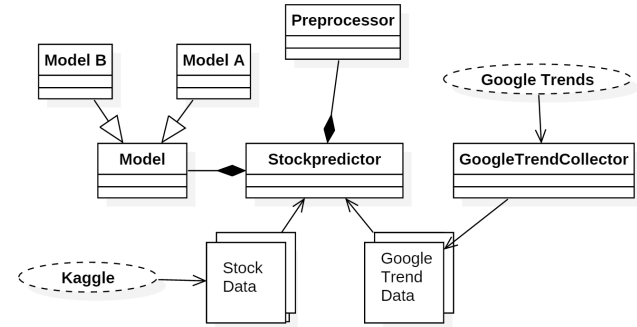 Preprocessor
Model B
Model A
Google Trends
Model
Stockpredictor
GoogleTrendCollector
Kaggle
Stock
Data
Google
Trend
Data